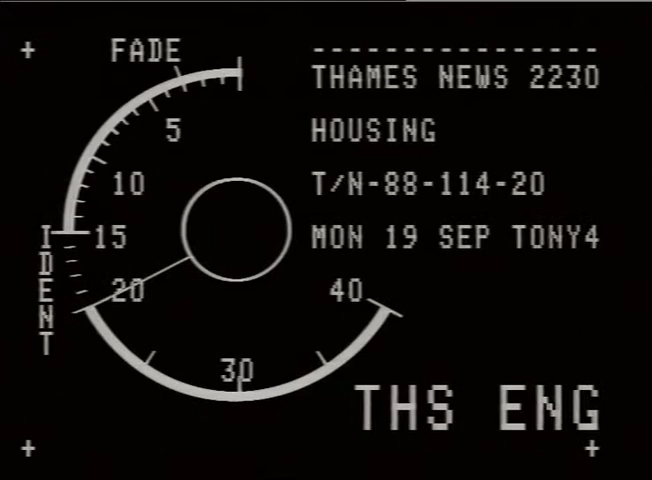 FADE
----------------
THAMES NEWS 2230
5
HOUSING
10
T/N-88-114-20
IDENT
15
MON 19 SEP TONY4
20
40
30
THS ENG